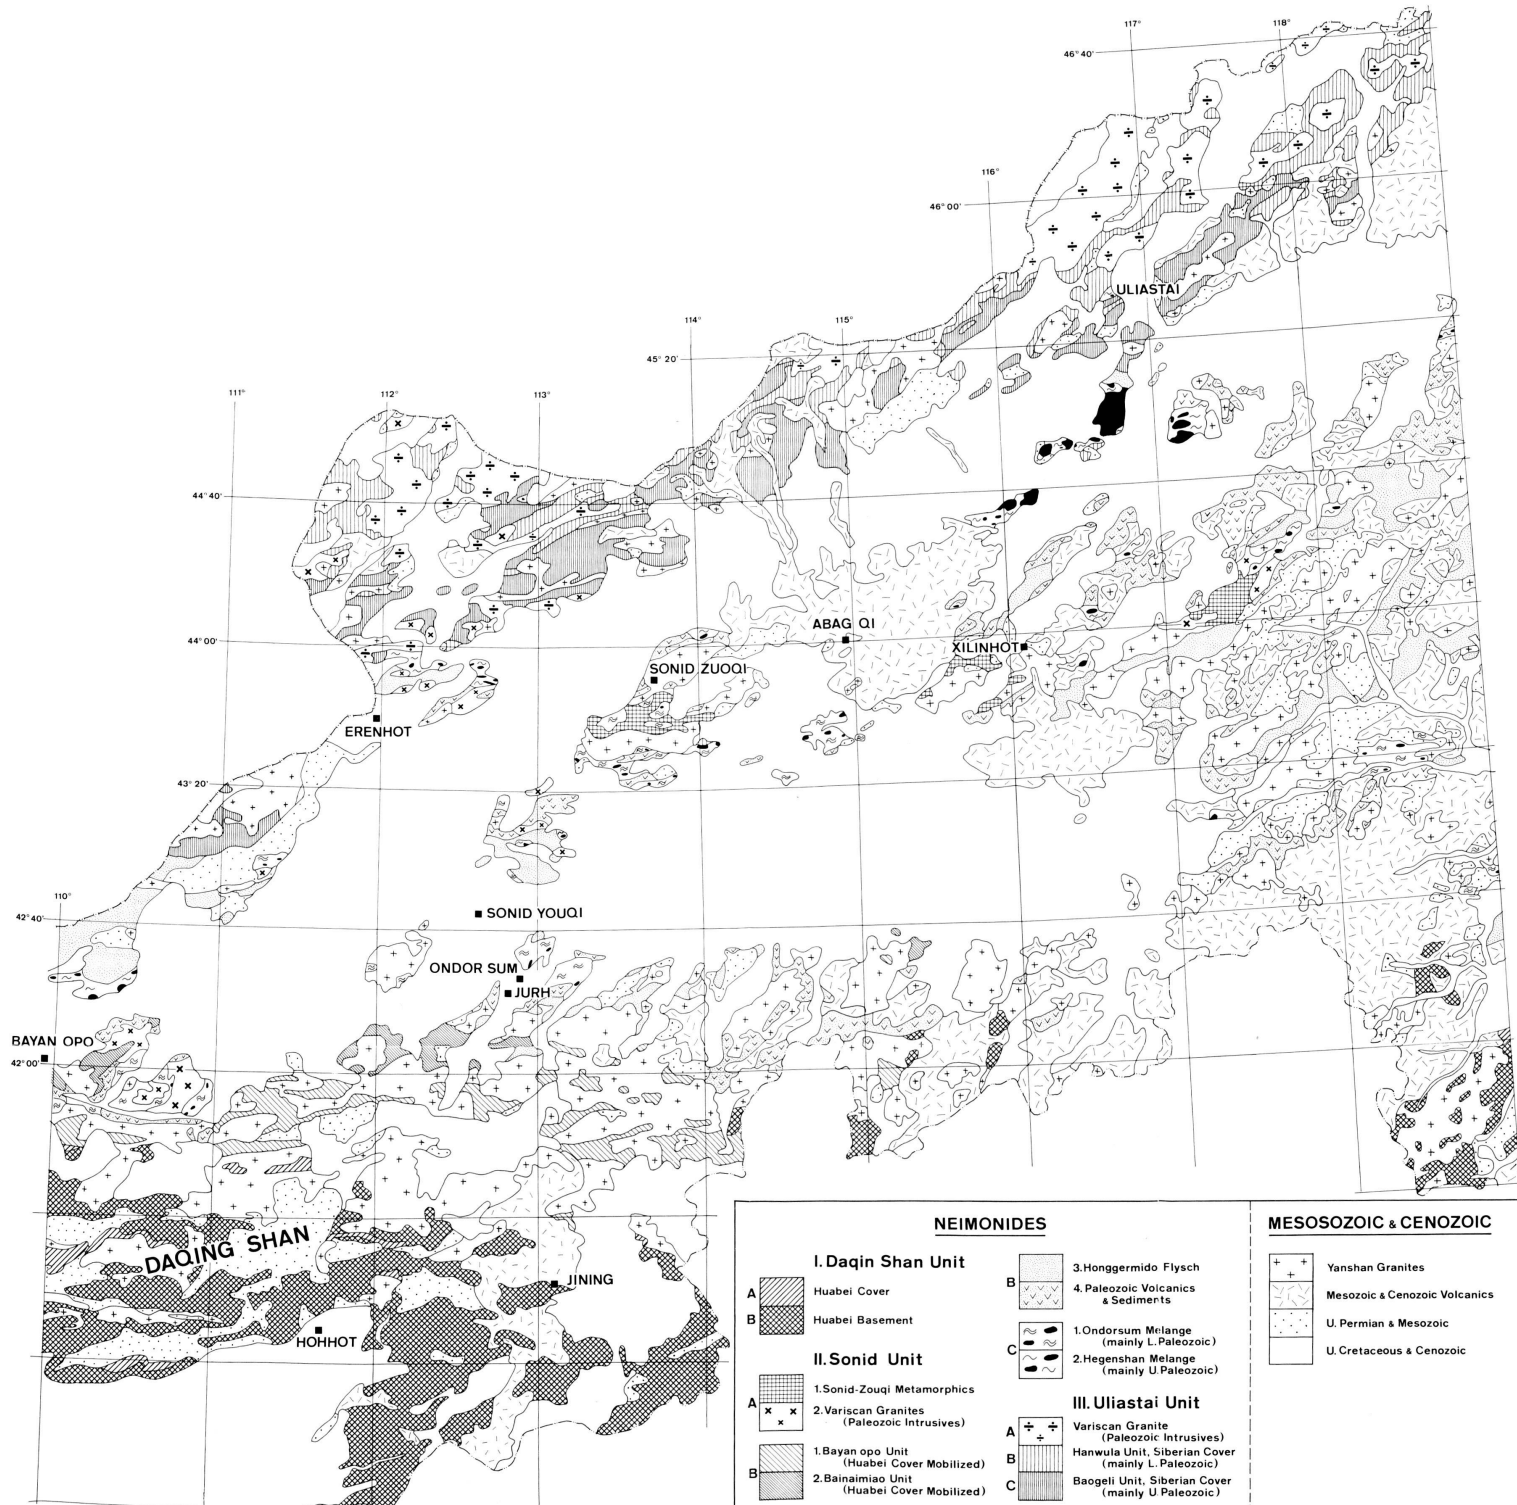 117°
118°
46° 40'
116°
46° 00'
ULIASTAI
114°
115°
45° 20'
111°
112°
113°
44° 40'
ABAG QI
44° 00'
XILINHOT
SONID ZUOQI
ERENHOT
43° 20'
110°
42° 40'
SONID YOUQI
ONDOR SUM
JURH
BAYAN OPO
42° 00'
DAQING SHAN
JINING
HOHHOT
NEIMONIDES
I. Daqin Shan Unit
A
Huabei Cover
B
Huabei Basement
II. Sonid Unit
A
1. Sonid-Zouqi Metamorphics
2. Variscan Granites
(Paleozoic Intrusives)
B
1. Bayan opo Unit
(Huabei Cover Mobilized)
2. Bainaimiao Unit
(Huabei Cover Mobilized)
B
3. Honggermido Flysch
4. Paleozoic Volcanics
& Sediments
C
1. Ondorsum Melange
(mainly L. Paleozoic)
2. Hegenshan Melange
(mainly U. Paleozoic)
III. Uliastai Unit
A
Variscan Granite
(Paleozoic Intrusives)
B
Hanwula Unit, Siberian Cover
(mainly L. Paleozoic)
C
Baogeli Unit, Siberian Cover
(mainly U. Paleozoic)
MESOSOZOIC & CENOZOIC
Yanshan Granites
Mesozoic & Cenozoic Volcanics
U. Permian & Mesozoic
U. Cretaceous & Cenozoic